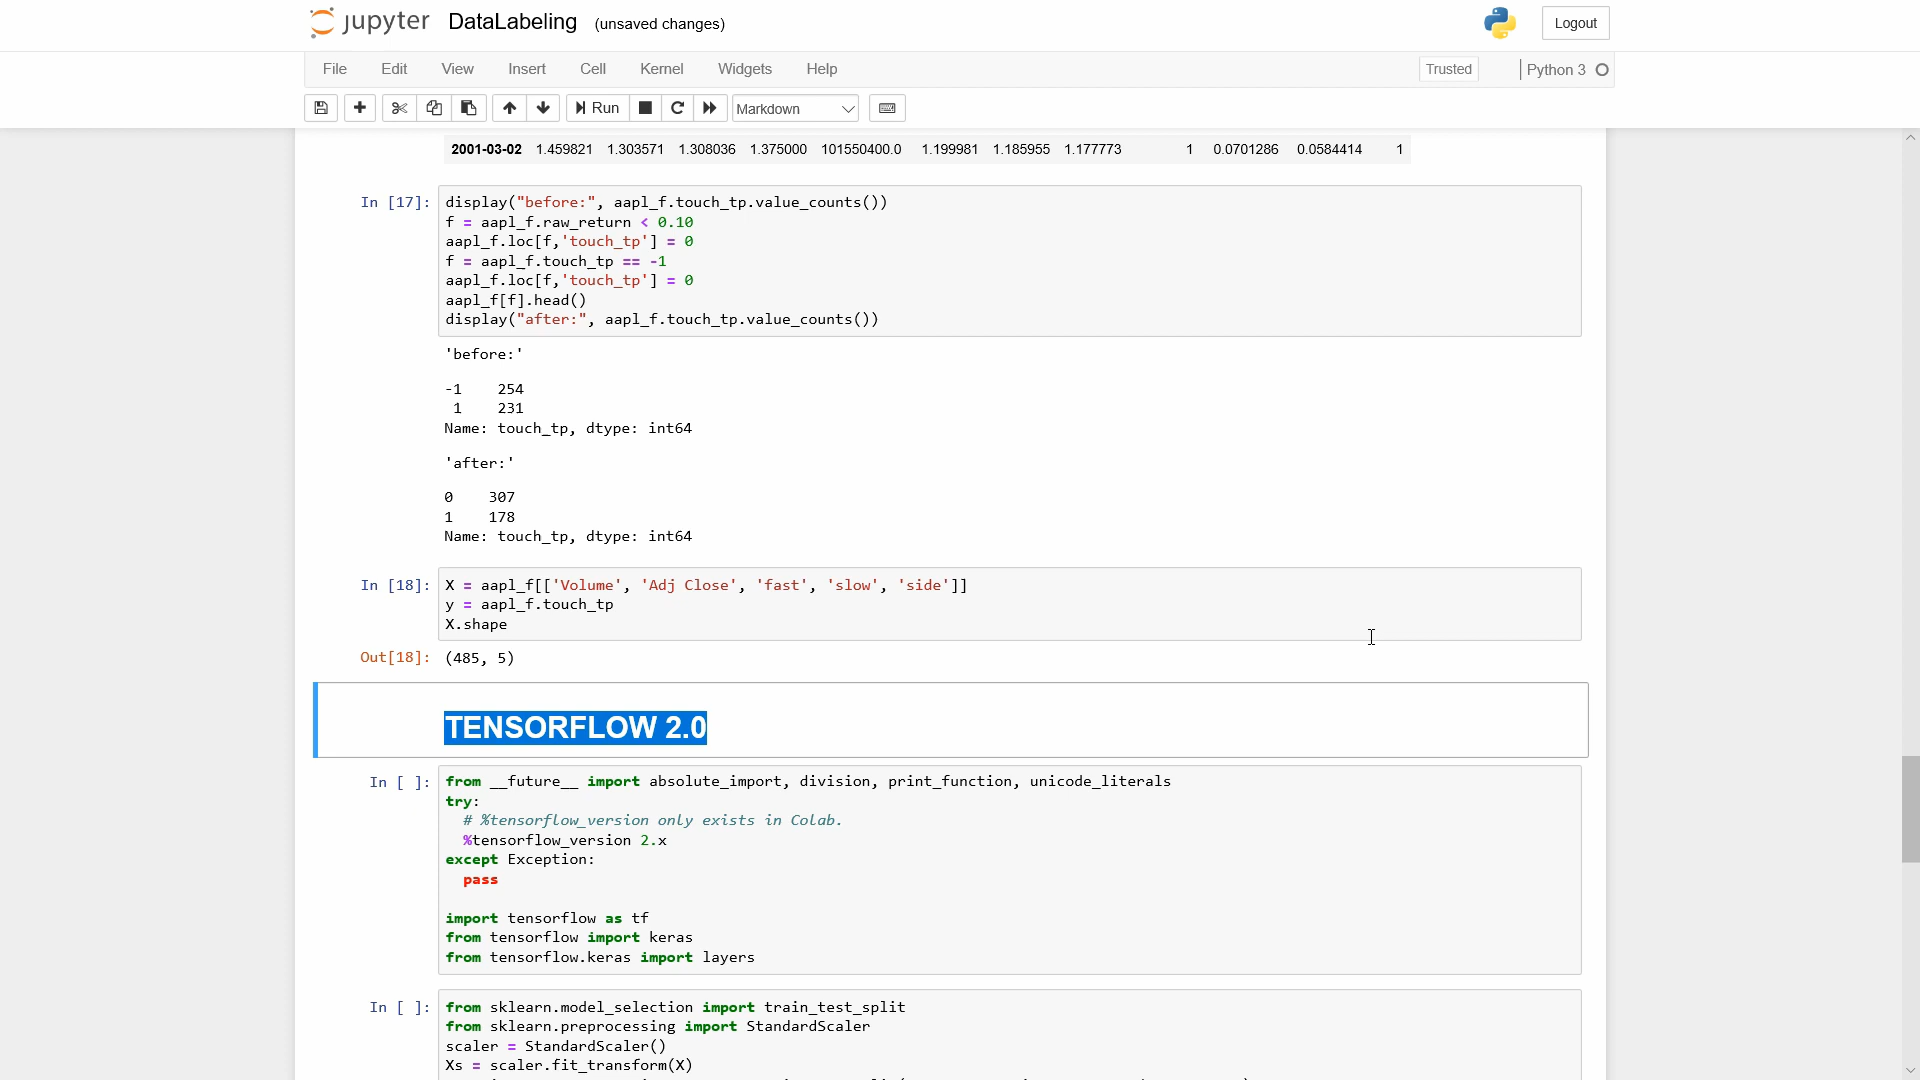 jupyter DataLabeling (unsaved changes) Logout
File Edit View Insert Cell Kernel Widgets Help Trusted Python 3
Run Markdown
2001-03-02 1.459821 1.303571 1.308036 1.375000 101550400.0 1.199981 1.185955 1.177773 1 0.0701286 0.0584414 1
In [17]: display("before:", aapl_f.touch_tp.value_counts())
f = aapl_f.raw_return < 0.10
aapl_f.loc[f,'touch_tp'] = 0
f = aapl_f.touch_tp == -1
aapl_f.loc[f,'touch_tp'] = 0
aapl_f[f].head()
display("after:", aapl_f.touch_tp.value_counts())
'before:'
-1 254
1 231
Name: touch_tp, dtype: int64
'after:'
0 307
1 178
Name: touch_tp, dtype: int64
In [18]: X = aapl_f[['Volume', 'Adj Close', 'fast', 'slow', 'side']]
y = aapl_f.touch_tp
X.shape
Out[18]: (485, 5)
TENSORFLOW 2.0
In [ ]: from __future__ import absolute_import, division, print_function, unicode_literals
try:
# %tensorflow_version only exists in Colab.
%tensorflow_version 2.x
except Exception:
pass
import tensorflow as tf
from tensorflow import keras
from tensorflow.keras import layers
In [ ]: from sklearn.model_selection import train_test_split
from sklearn.preprocessing import StandardScaler
scaler = StandardScaler()
Xs = scaler.fit_transform(X)